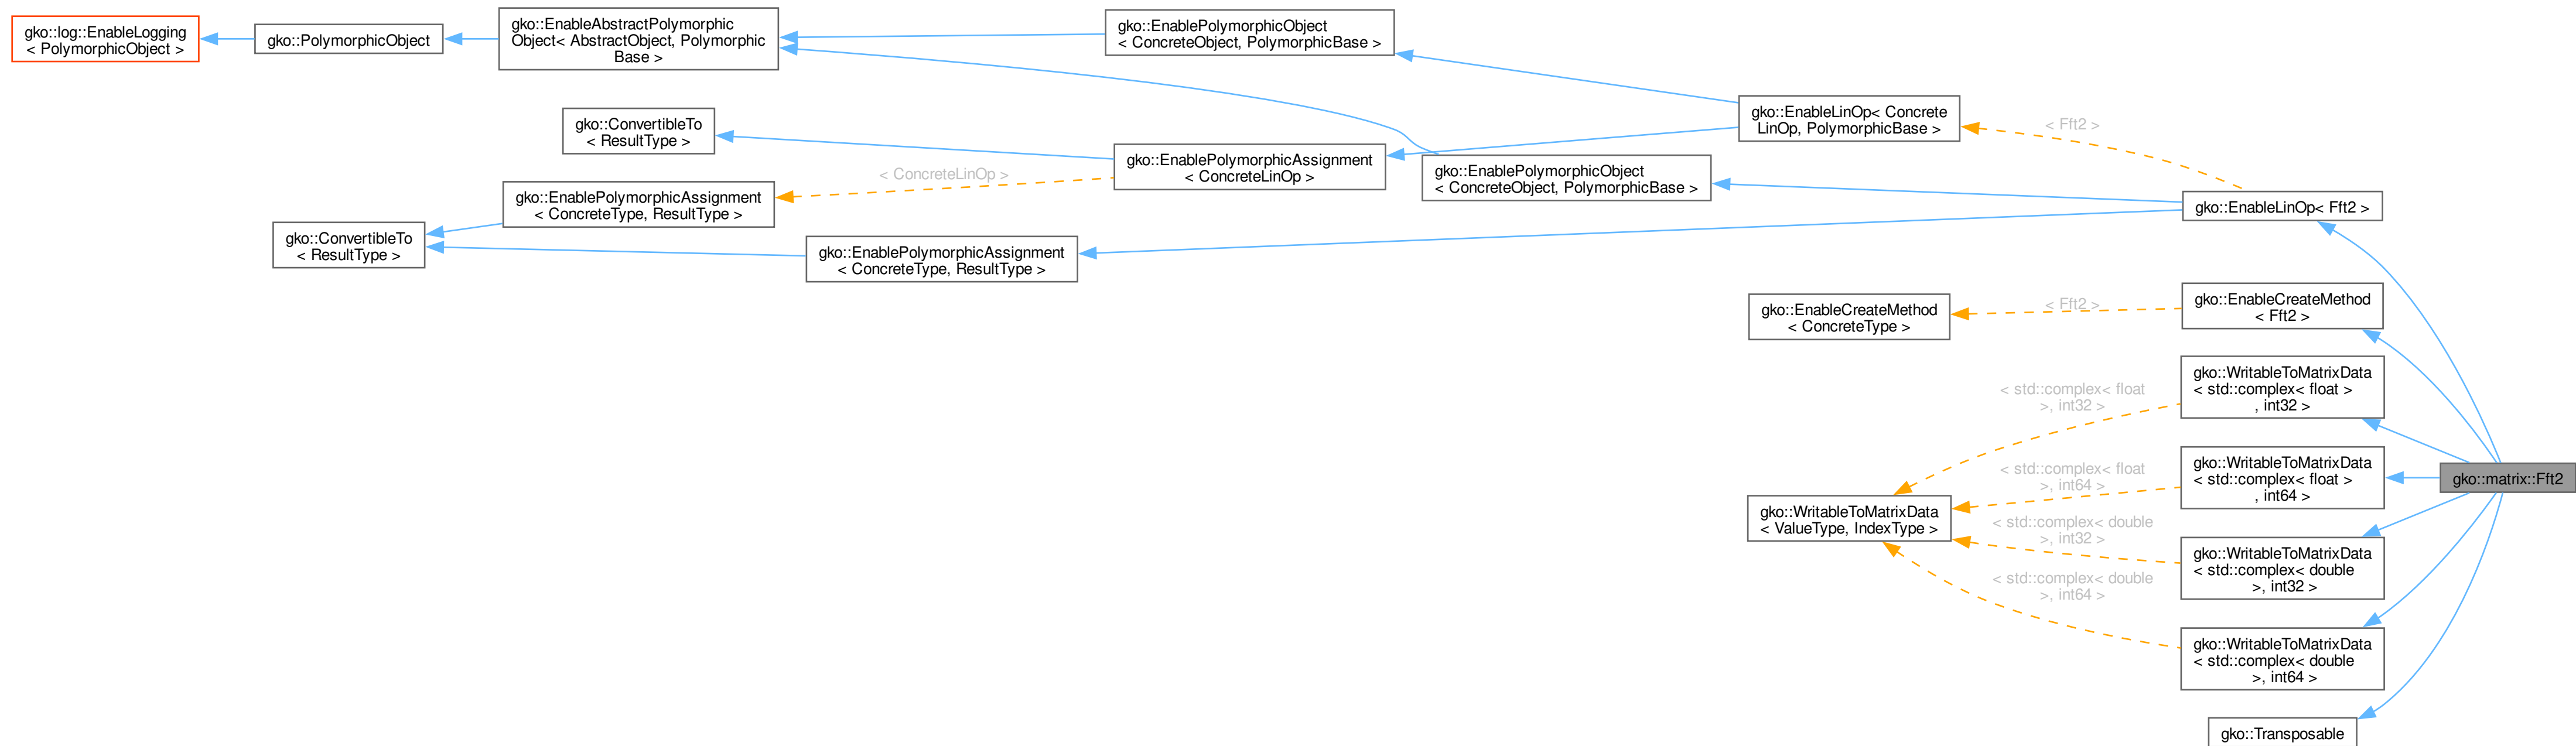 gko::log::EnableLogging
< PolymorphicObject >
gko::PolymorphicObject
gko::EnableAbstractPolymorphic
Object< AbstractObject, Polymorphic
Base >
gko::EnablePolymorphicObject
< ConcreteObject, PolymorphicBase >
gko::ConvertibleTo
< ResultType >
gko::EnableLinOp< Concrete
LinOp, PolymorphicBase >
< Fft2 >
gko::EnablePolymorphicAssignment
< ConcreteLinOp >
gko::EnablePolymorphicObject
< ConcreteObject, PolymorphicBase >
< ConcreteLinOp >
gko::EnablePolymorphicAssignment
< ConcreteType, ResultType >
gko::EnableLinOp< Fft2 >
gko::ConvertibleTo
< ResultType >
gko::EnablePolymorphicAssignment
< ConcreteType, ResultType >
gko::EnableCreateMethod
< ConcreteType >
< Fft2 >
gko::EnableCreateMethod
< Fft2 >
gko::WritableToMatrixData
< std::complex< float >
, int32 >
< std::complex< float
>, int32 >
gko::WritableToMatrixData
< std::complex< float >
, int64 >
< std::complex< float
>, int64 >
gko::matrix::Fft2
gko::WritableToMatrixData
< ValueType, IndexType >
< std::complex< double
>, int32 >
gko::WritableToMatrixData
< std::complex< double
>, int32 >
< std::complex< double
>, int64 >
gko::WritableToMatrixData
< std::complex< double
>, int64 >
gko::Transposable